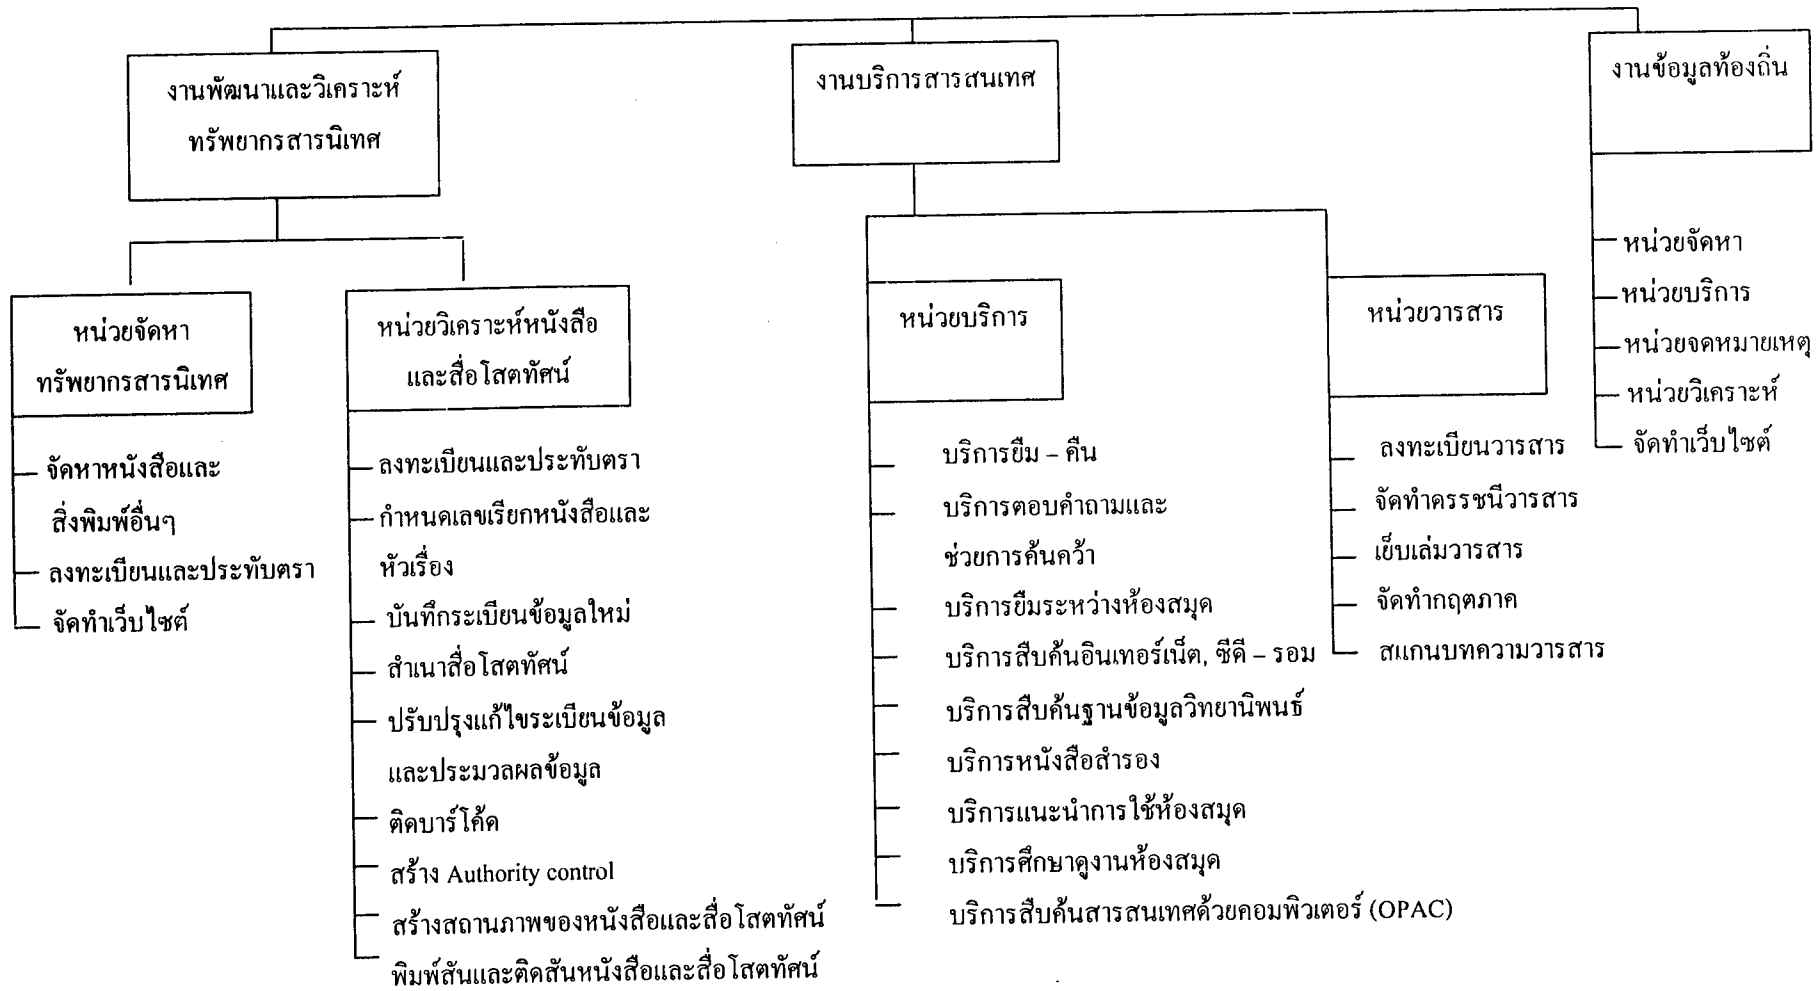 งานพัฒนาและวิเคราะห์
ทรัพยากรสารนิเทศ
งานบริการสารสนเทศ
งานข้อมูลท้องถิ่น
หน่วยจัดหา
ทรัพยากรสารนิเทศ
จัดหาหนังสือและ
สิ่งพิมพ์อื่นๆ
ลงทะเบียนและประทับตรา
จัดทำเว็บไซต์
หน่วยวิเคราะห์หนังสือ
และสื่อโสตทัศน์
ลงทะเบียนและประทับตรา
กำหนดเลขเรียกหนังสือและ
หัวเรื่อง
บันทึกระเบียนข้อมูลใหม่
สำเนาสื่อโสตทัศน์
ปรับปรุงแก้ไขระเบียนข้อมูล
และประมวลผลข้อมูล
ติดบาร์โค้ด
สร้าง Authority control
สร้างสถานภาพของหนังสือและสื่อโสตทัศน์
พิมพ์สันและติดสันหนังสือและสื่อโสตทัศน์
หน่วยบริการ
บริการยืม – คืน
บริการตอบคำถามและ
ช่วยการค้นคว้า
บริการยืมระหว่างห้องสมุด
บริการสืบค้นอินเทอร์เน็ต, ซีดี – รอม
บริการสืบค้นฐานข้อมูลวิทยานิพนธ์
บริการหนังสือสำรอง
บริการแนะนำการใช้ห้องสมุด
บริการศึกษาดูงานห้องสมุด
บริการสืบค้นสารสนเทศด้วยคอมพิวเตอร์ (OPAC)
หน่วยวารสาร
ลงทะเบียนวารสาร
จัดทำครรชนีวารสาร
เย็บเล่มวารสาร
จัดทำกฤตภาค
สแกนบทความวารสาร
หน่วยจัดหา
หน่วยบริการ
หน่วยจดหมายเหตุ
หน่วยวิเคราะห์
จัดทำเว็บไซต์